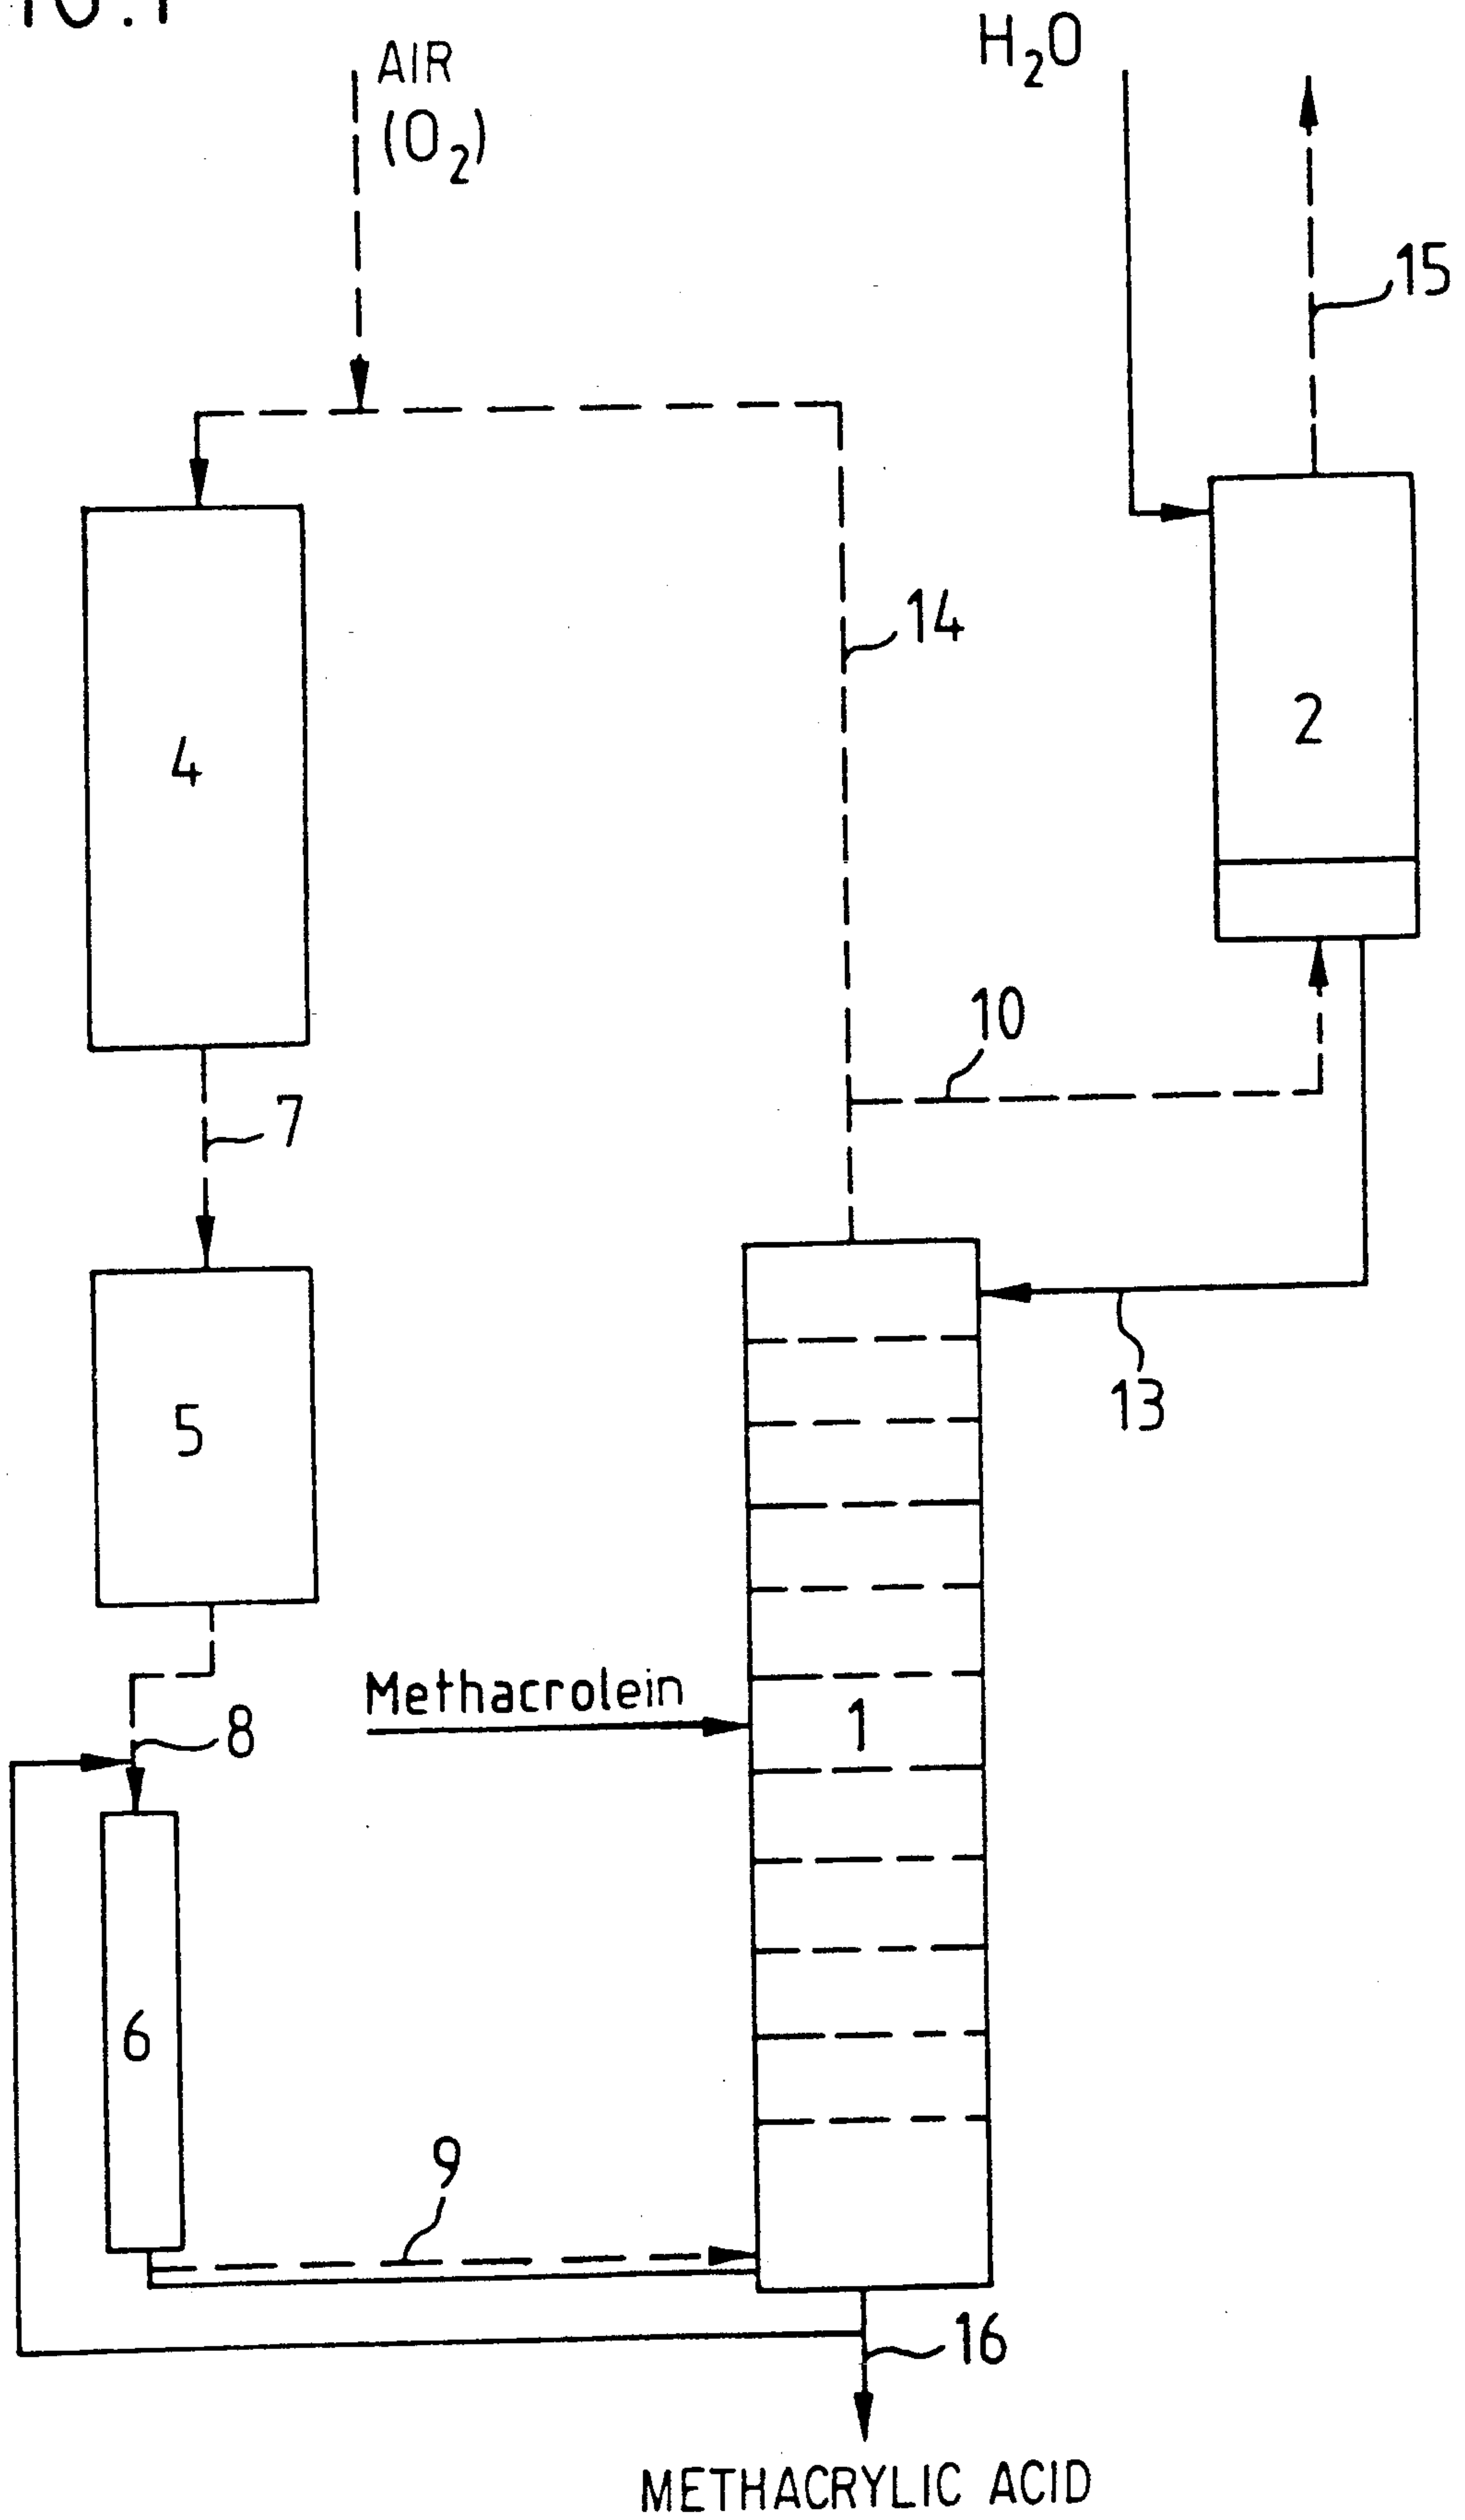 AIR
(O₂)
H₂O
15
14
4
2
10
7
13
5
Methacrolein
1
8
6
9
16
METHACRYLIC ACID